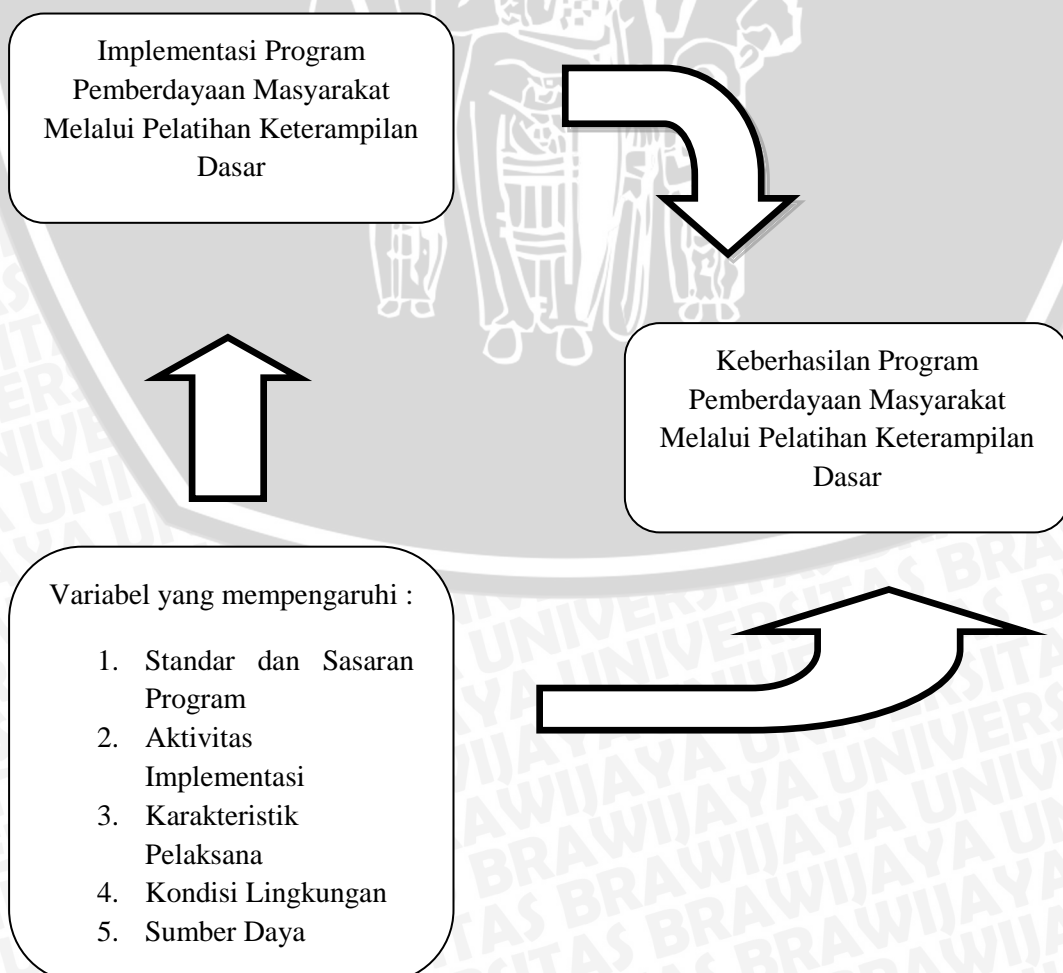 Implementasi Program
Pemberdayaan Masyarakat
Melalui Pelatihan Keterampilan
Dasar
Keberhasilan Program
Pemberdayaan Masyarakat
Melalui Pelatihan Keterampilan
Dasar
Variabel yang mempengaruhi :
1. Standar dan Sasaran
Program
2. Aktivitas
Implementasi
3. Karakteristik
Pelaksana
4. Kondisi Lingkungan
5. Sumber Daya